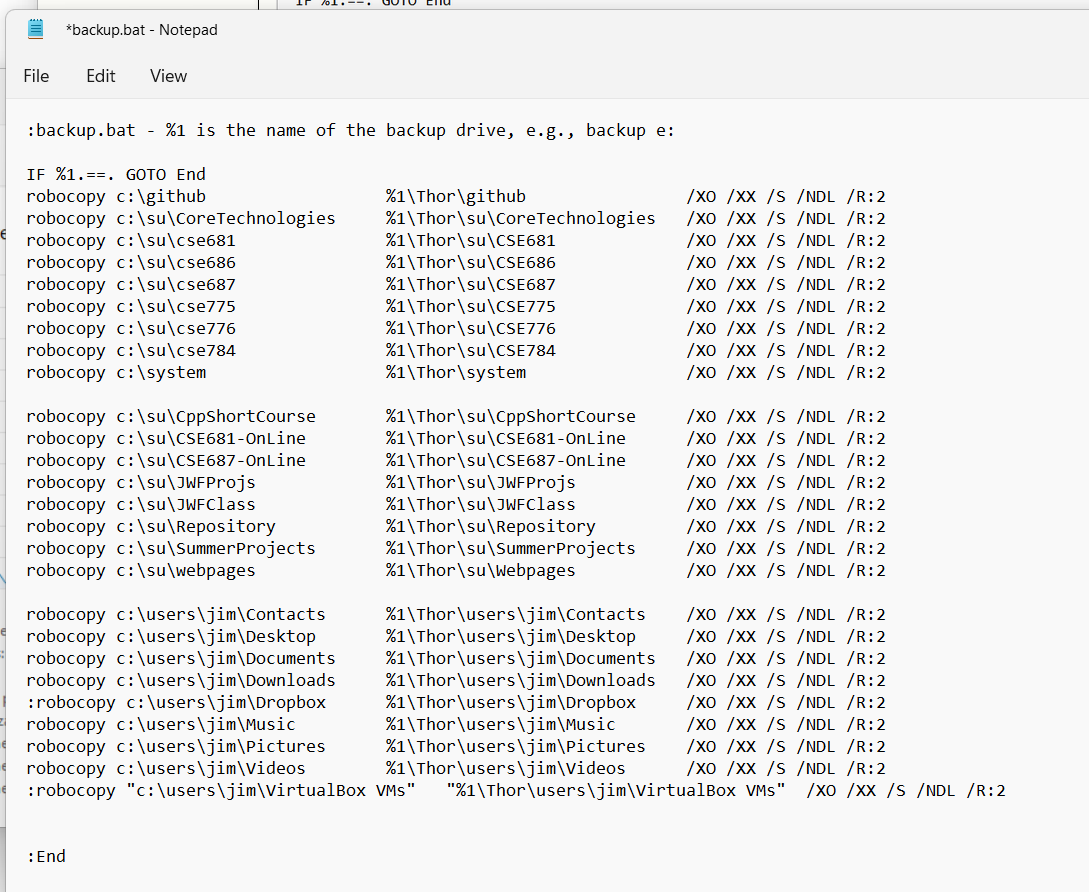 IF %1.==. GOTO End
*backup.bat - Notepad
File Edit View
:backup.bat - %1 is the name of the backup drive, e.g., backup e:
IF %1.==. GOTO End
robocopy c:\github %1\Thor\github /XO /XX /S /NDL /R:2
robocopy c:\su\CoreTechnologies %1\Thor\su\CoreTechnologies /XO /XX /S /NDL /R:2
robocopy c:\su\cse681 %1\Thor\su\CSE681 /XO /XX /S /NDL /R:2
robocopy c:\su\cse686 %1\Thor\su\CSE686 /XO /XX /S /NDL /R:2
robocopy c:\su\cse687 %1\Thor\su\CSE687 /XO /XX /S /NDL /R:2
robocopy c:\su\cse775 %1\Thor\su\CSE775 /XO /XX /S /NDL /R:2
robocopy c:\su\cse776 %1\Thor\su\CSE776 /XO /XX /S /NDL /R:2
robocopy c:\su\cse784 %1\Thor\su\CSE784 /XO /XX /S /NDL /R:2
robocopy c:\system %1\Thor\system /XO /XX /S /NDL /R:2
robocopy c:\su\CppShortCourse %1\Thor\su\CppShortCourse /XO /XX /S /NDL /R:2
robocopy c:\su\CSE681-OnLine %1\Thor\su\CSE681-OnLine /XO /XX /S /NDL /R:2
robocopy c:\su\CSE687-OnLine %1\Thor\su\CSE687-OnLine /XO /XX /S /NDL /R:2
robocopy c:\su\JWFProjs %1\Thor\su\JWFProjs /XO /XX /S /NDL /R:2
robocopy c:\su\JWFClass %1\Thor\su\JWFClass /XO /XX /S /NDL /R:2
robocopy c:\su\Repository %1\Thor\su\Repository /XO /XX /S /NDL /R:2
robocopy c:\su\SummerProjects %1\Thor\su\SummerProjects /XO /XX /S /NDL /R:2
robocopy c:\su\webpages %1\Thor\su\Webpages /XO /XX /S /NDL /R:2
robocopy c:\users\jim\Contacts %1\Thor\users\jim\Contacts /XO /XX /S /NDL /R:2
robocopy c:\users\jim\Desktop %1\Thor\users\jim\Desktop /XO /XX /S /NDL /R:2
robocopy c:\users\jim\Documents %1\Thor\users\jim\Documents /XO /XX /S /NDL /R:2
robocopy c:\users\jim\Downloads %1\Thor\users\jim\Downloads /XO /XX /S /NDL /R:2
:robocopy c:\users\jim\Dropbox %1\Thor\users\jim\Dropbox /XO /XX /S /NDL /R:2
robocopy c:\users\jim\Music %1\Thor\users\jim\Music /XO /XX /S /NDL /R:2
robocopy c:\users\jim\Pictures %1\Thor\users\jim\Pictures /XO /XX /S /NDL /R:2
robocopy c:\users\jim\Videos %1\Thor\users\jim\Videos /XO /XX /S /NDL /R:2
:robocopy "c:\users\jim\VirtualBox VMs" "%1\Thor\users\jim\VirtualBox VMs" /XO /XX /S /NDL /R:2
:End